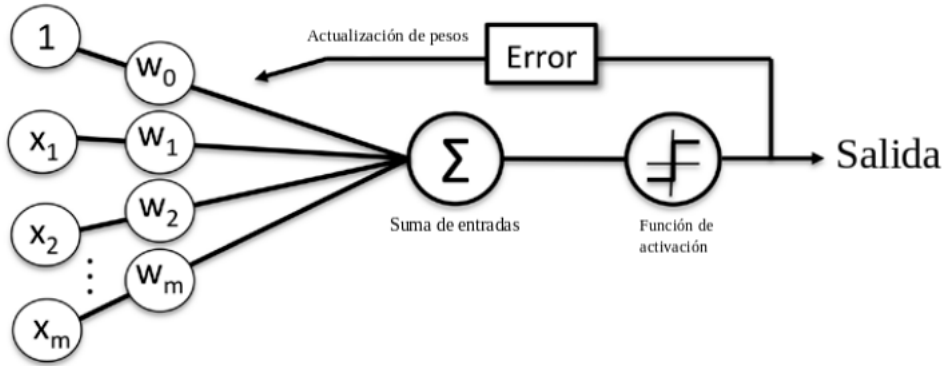 1
w₀
Actualización de pesos
Error
x₁
w₁
Σ
Salida
x₂
w₂
Suma de entradas
Función de
activación
⋮
wₘ
xₘ